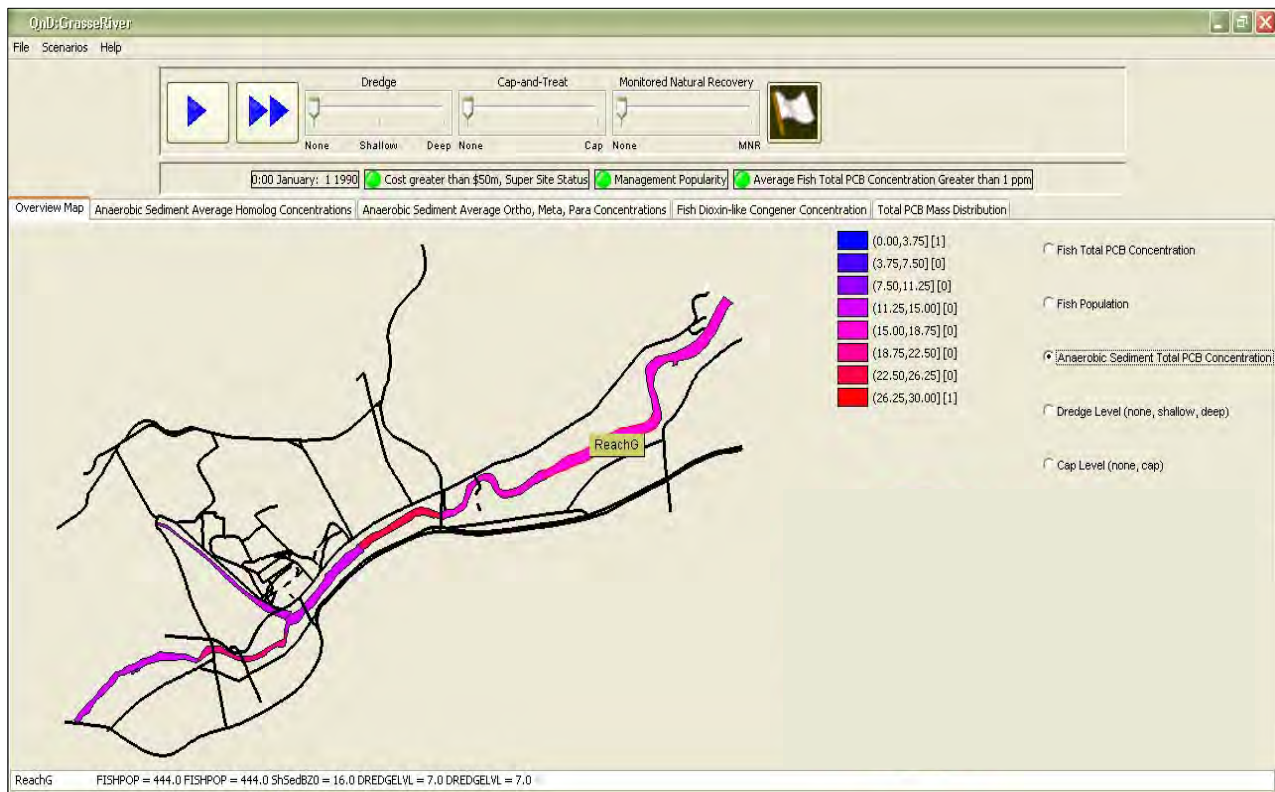 QnD:GrasseRiver
File Scenarios Help
Dredge Cap-and-Treat Monitored Natural Recovery
None Shallow Deep None Cap None MNR
0:00 January: 1 1990 Cost greater than $50m, Super Site Status Management Popularity Average Fish Total PCB Concentration Greater than 1 ppm
Overview Map Anaerobic Sediment Average Homolog Concentrations Anaerobic Sediment Average Ortho, Meta, Para Concentrations Fish Dioxin-like Congener Concentration Total PCB Mass Distribution
(0.00,3.75] [1]
(3.75,7.50] [0]
(7.50,11.25] [0]
(11.25,15.00] [0]
(15.00,18.75] [0]
(18.75,22.50] [0]
(22.50,26.25] [0]
(26.25,30.00] [1]
Fish Total PCB Concentration
Fish Population
Anaerobic Sediment Total PCB Concentration
Dredge Level (none, shallow, deep)
Cap Level (none, cap)
ReachG
ReachG FISHPOP = 444.0 FISHPOP = 444.0 ShSedBZ0 = 16.0 DREDGELVL = 7.0 DREDGELVL = 7.0